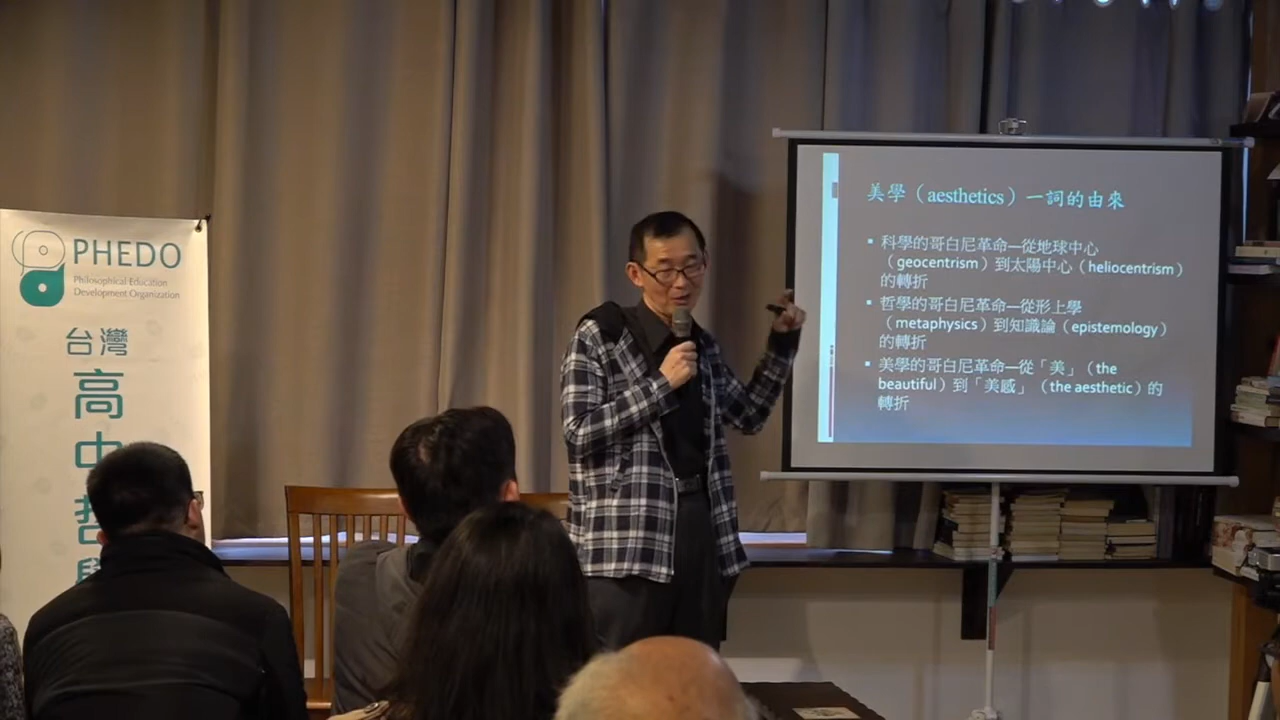 PHEDO
Philosophical Education
Development Organization
台灣
高
中
哲
學
美學（aesthetics）一詞的由來
▪ 科學的哥白尼革命—從地球中心
（geocentrism）到太陽中心（heliocentrism）
的轉折
▪ 哲學的哥白尼革命—從形上學
（metaphysics）到知識論（epistemology）
的轉折
▪ 美學的哥白尼革命—從「美」（the
beautiful）到「美感」（the aesthetic）的
轉折